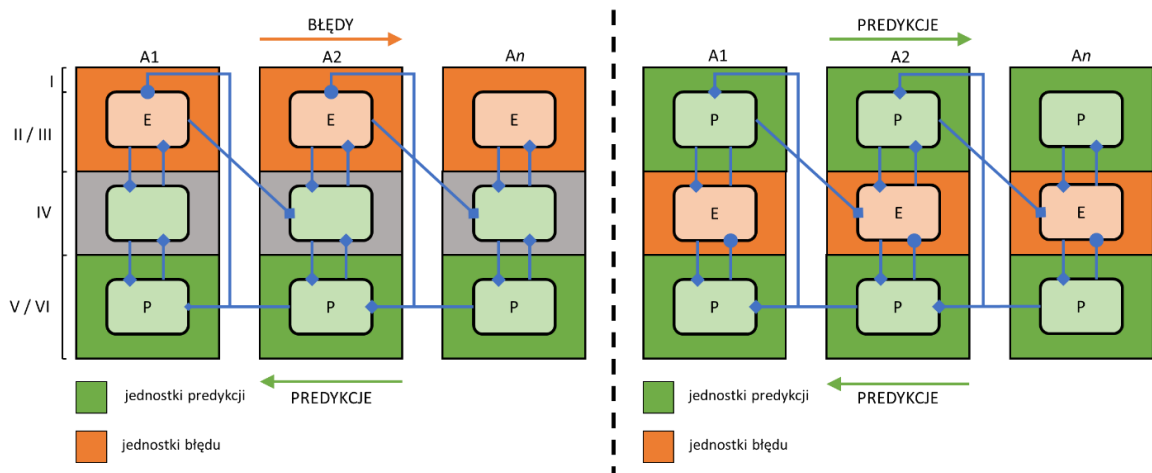 BŁĘDY
A1 A2 An
I
II / III
E E E
IV
V / VI
P P P
PREDYKCJE
jednostki predykcji
jednostki błędu
PREDYKCJE
A1 A2 An
P P P
E E E
P P P
PREDYKCJE
jednostki predykcji
jednostki błędu